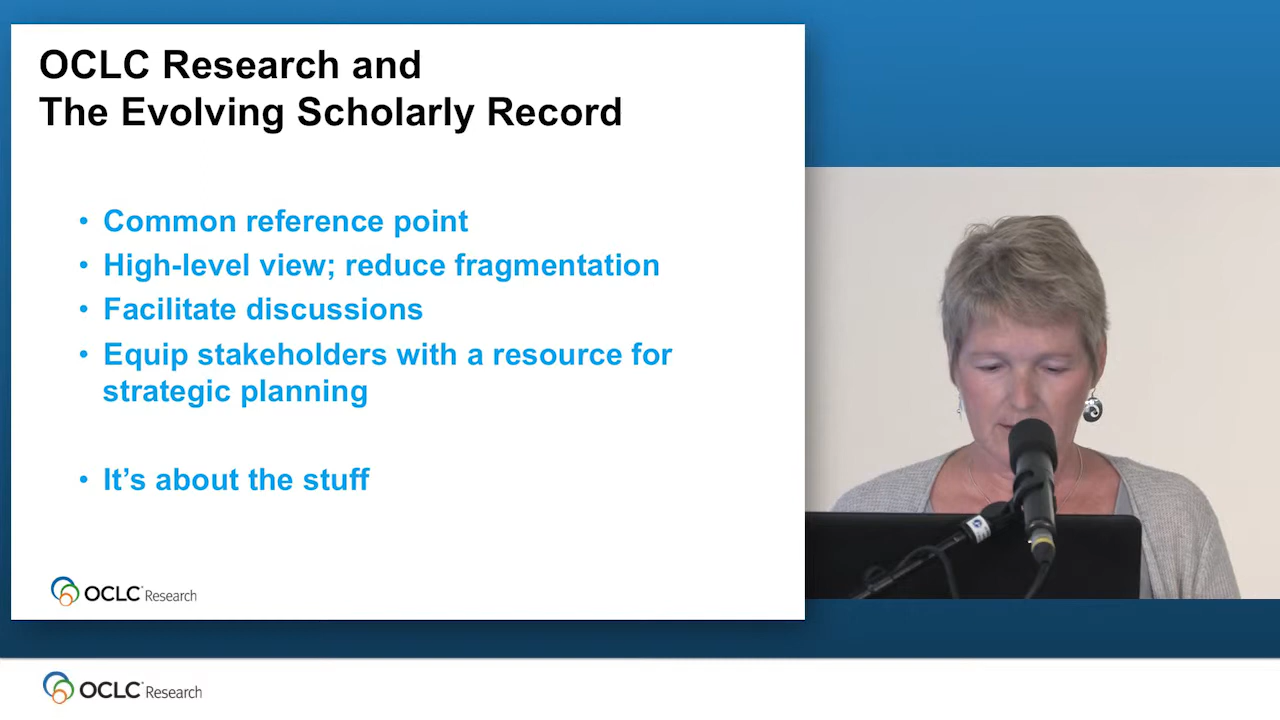 OCLC Research and
The Evolving Scholarly Record
• Common reference point
• High-level view; reduce fragmentation
• Facilitate discussions
• Equip stakeholders with a resource for
strategic planning
• It’s about the stuff
OCLC Research
OCLC Research